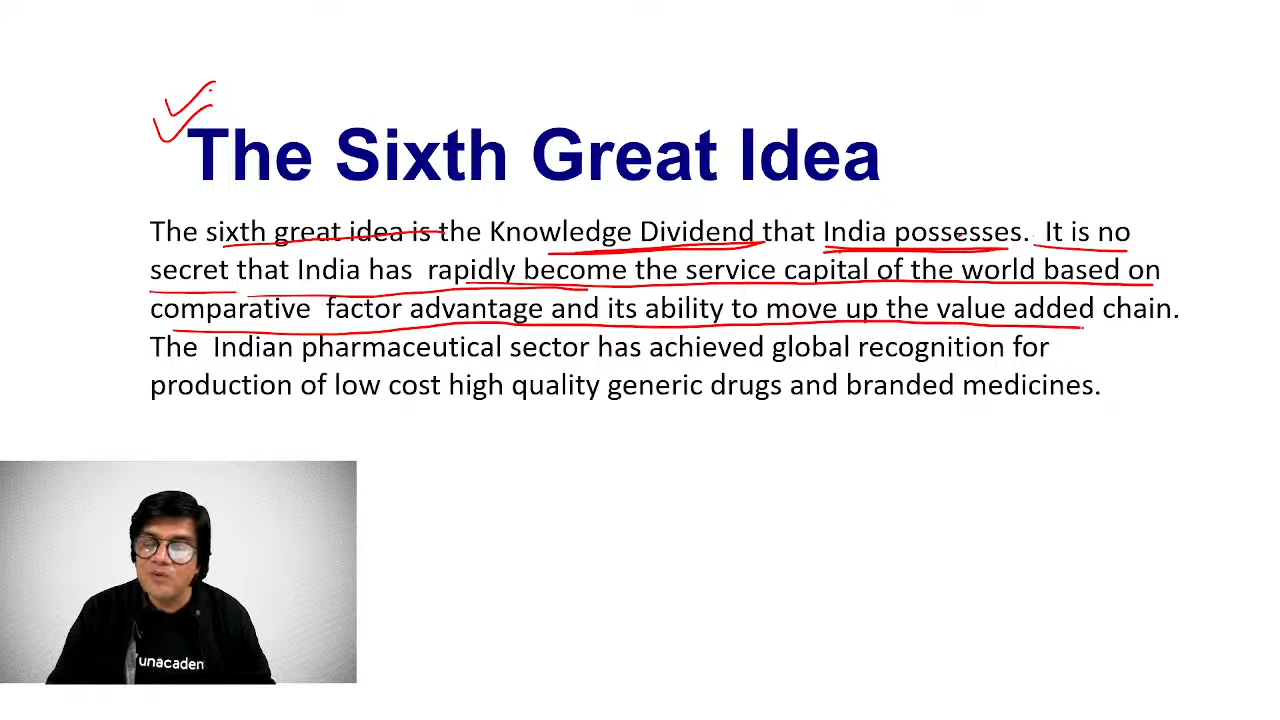 The Sixth Great Idea
The sixth great idea is the Knowledge Dividend that India possesses. It is no
secret that India has rapidly become the service capital of the world based on
comparative factor advantage and its ability to move up the value added chain.
The Indian pharmaceutical sector has achieved global recognition for
production of low cost high quality generic drugs and branded medicines.
unacadem